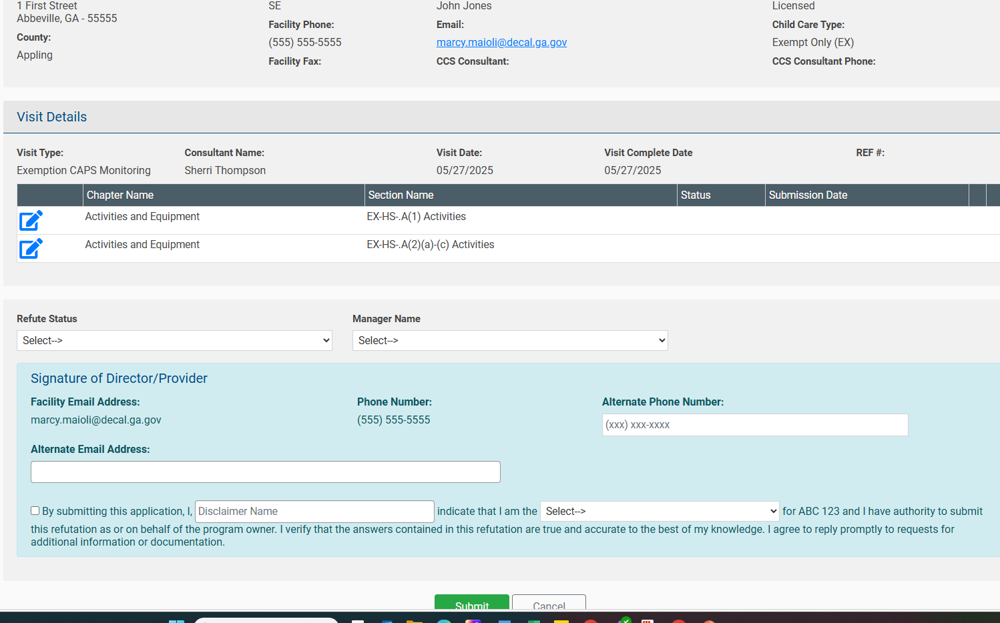 1 First Street SE John Jones Licensed
Abbeville, GA - 55555
Facility Phone: Email: Child Care Type:
County:
(555) 555-5555 marcy.maioli@decal.ga.gov Exempt Only (EX)
Appling
Facility Fax: CCS Consultant: CCS Consultant Phone:
Visit Details
Visit Type: Consultant Name: Visit Date: Visit Complete Date REF #:
Exemption CAPS Monitoring Sherri Thompson 05/27/2025 05/27/2025
Chapter Name Section Name Status Submission Date
Activities and Equipment EX-HS-.A(1) Activities
Activities and Equipment EX-HS-.A(2)(a)-(c) Activities
Refute Status Manager Name
Select--> Select-->
Signature of Director/Provider
Facility Email Address: Phone Number: Alternate Phone Number:
marcy.maioli@decal.ga.gov (555) 555-5555 (xxx) xxx-xxxx
Alternate Email Address:
By submitting this application, I, Disclaimer Name indicate that I am the Select--> for ABC 123 and I have authority to submit
this refutation as or on behalf of the program owner. I verify that the answers contained in this refutation are true and accurate to the best of my knowledge. I agree to reply promptly to requests for
additional information or documentation.
Submit Cancel